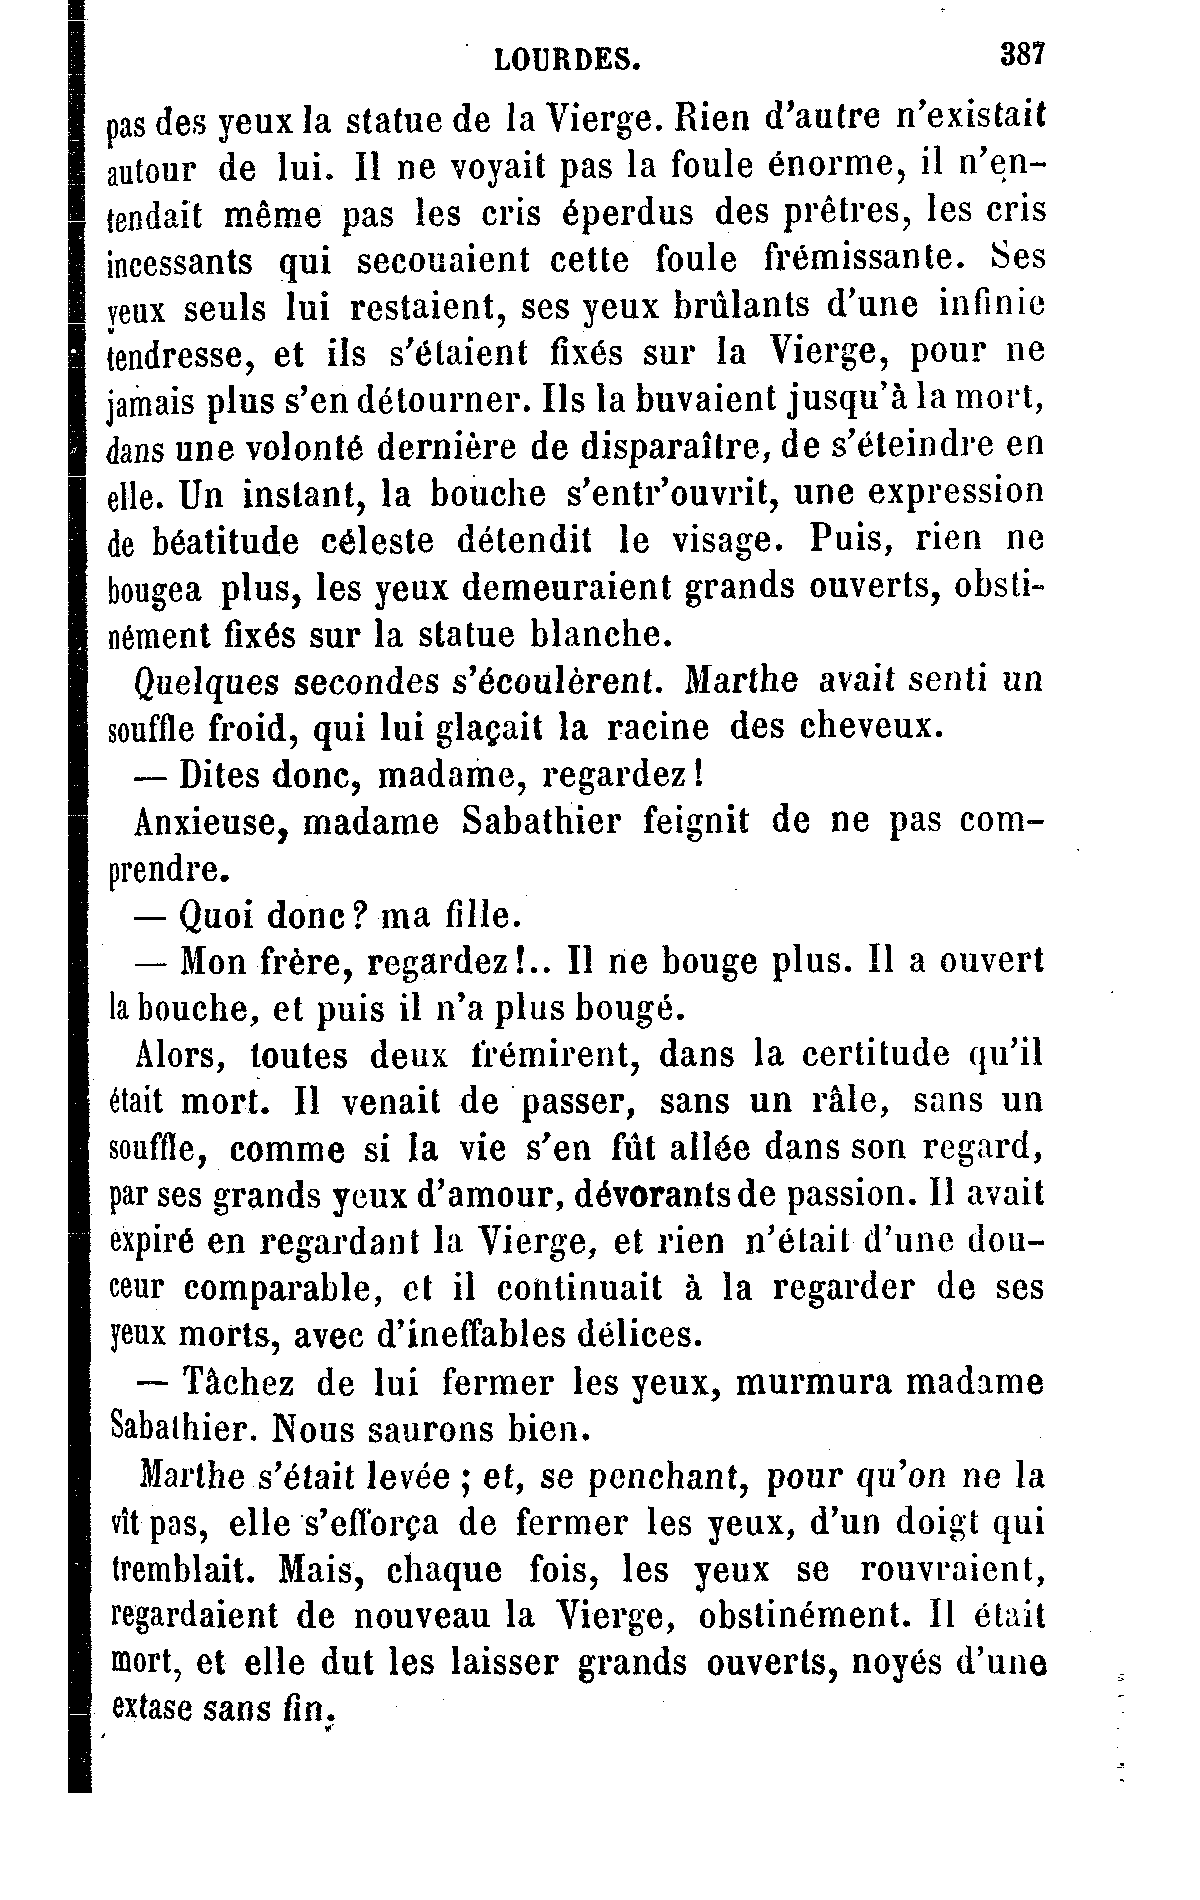 LOURDES. 387
pas des yeux la statue de la Vierge. Rien d'autre n'existait
autour de lui. Il ne voyait pas la foule énorme, il n'en-
tendait même pas les cris éperdus des prêtres, les cris
incessants qui secouaient cette foule frémissante. Ses
yeux seuls lui restaient, ses yeux brûlants d'une infinie
tendresse, et ils s'étaient fixés sur la Vierge, pour ne
jamais plus s'en détourner. Ils la buvaient jusqu'à la mort,
dans une volonté dernière de disparaître, de s'éteindre en
elle. Un instant, la bouche s'entr'ouvrit, une expression
de béatitude céleste détendit le visage. Puis, rien ne
bougea plus, les yeux demeuraient grands ouverts, obsti-
nément fixés sur la statue blanche.
Quelques secondes s'écoulèrent. Marthe avait senti un
souffle froid, qui lui glaçait la racine des cheveux.
— Dites donc, madame, regardez !
Anxieuse, madame Sabathier feignit de ne pas com-
prendre.
— Quoi donc ? ma fille.
— Mon frère, regardez !.. Il ne bouge plus. Il a ouvert
la bouche, et puis il n'a plus bougé.
Alors, toutes deux frémirent, dans la certitude qu'il
était mort. Il venait de passer, sans un râle, sans un
souffle, comme si la vie s'en fût allée dans son regard,
par ses grands yeux d'amour, dévorants de passion. Il avait
expiré en regardant la Vierge, et rien n'était d'une dou-
ceur comparable, et il continuait à la regarder de ses
yeux morts, avec d'ineffables délices.
— Tâchez de lui fermer les yeux, murmura madame
Sabathier. Nous saurons bien.
Marthe s'était levée ; et, se penchant, pour qu'on ne la
vît pas, elle s'efforça de fermer les yeux, d'un doigt qui
tremblait. Mais, chaque fois, les yeux se rouvraient,
regardaient de nouveau la Vierge, obstinément. Il était
mort, et elle dut les laisser grands ouverts, noyés d'une
extase sans fin.